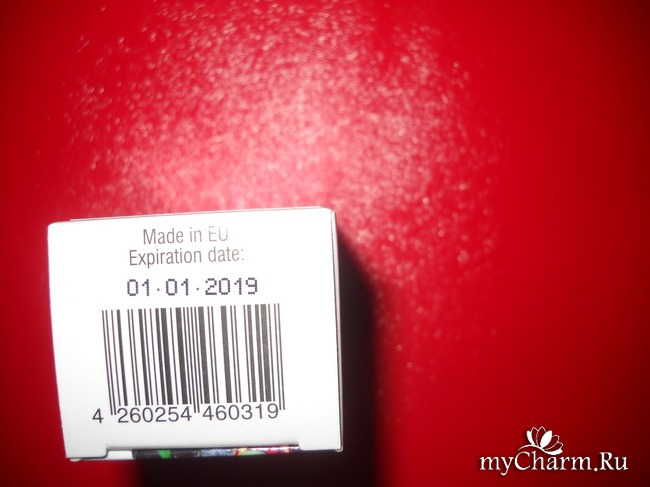 Made in EU
Expiration date:
01·01·2019
4 260254 460319
myCharm.Ru